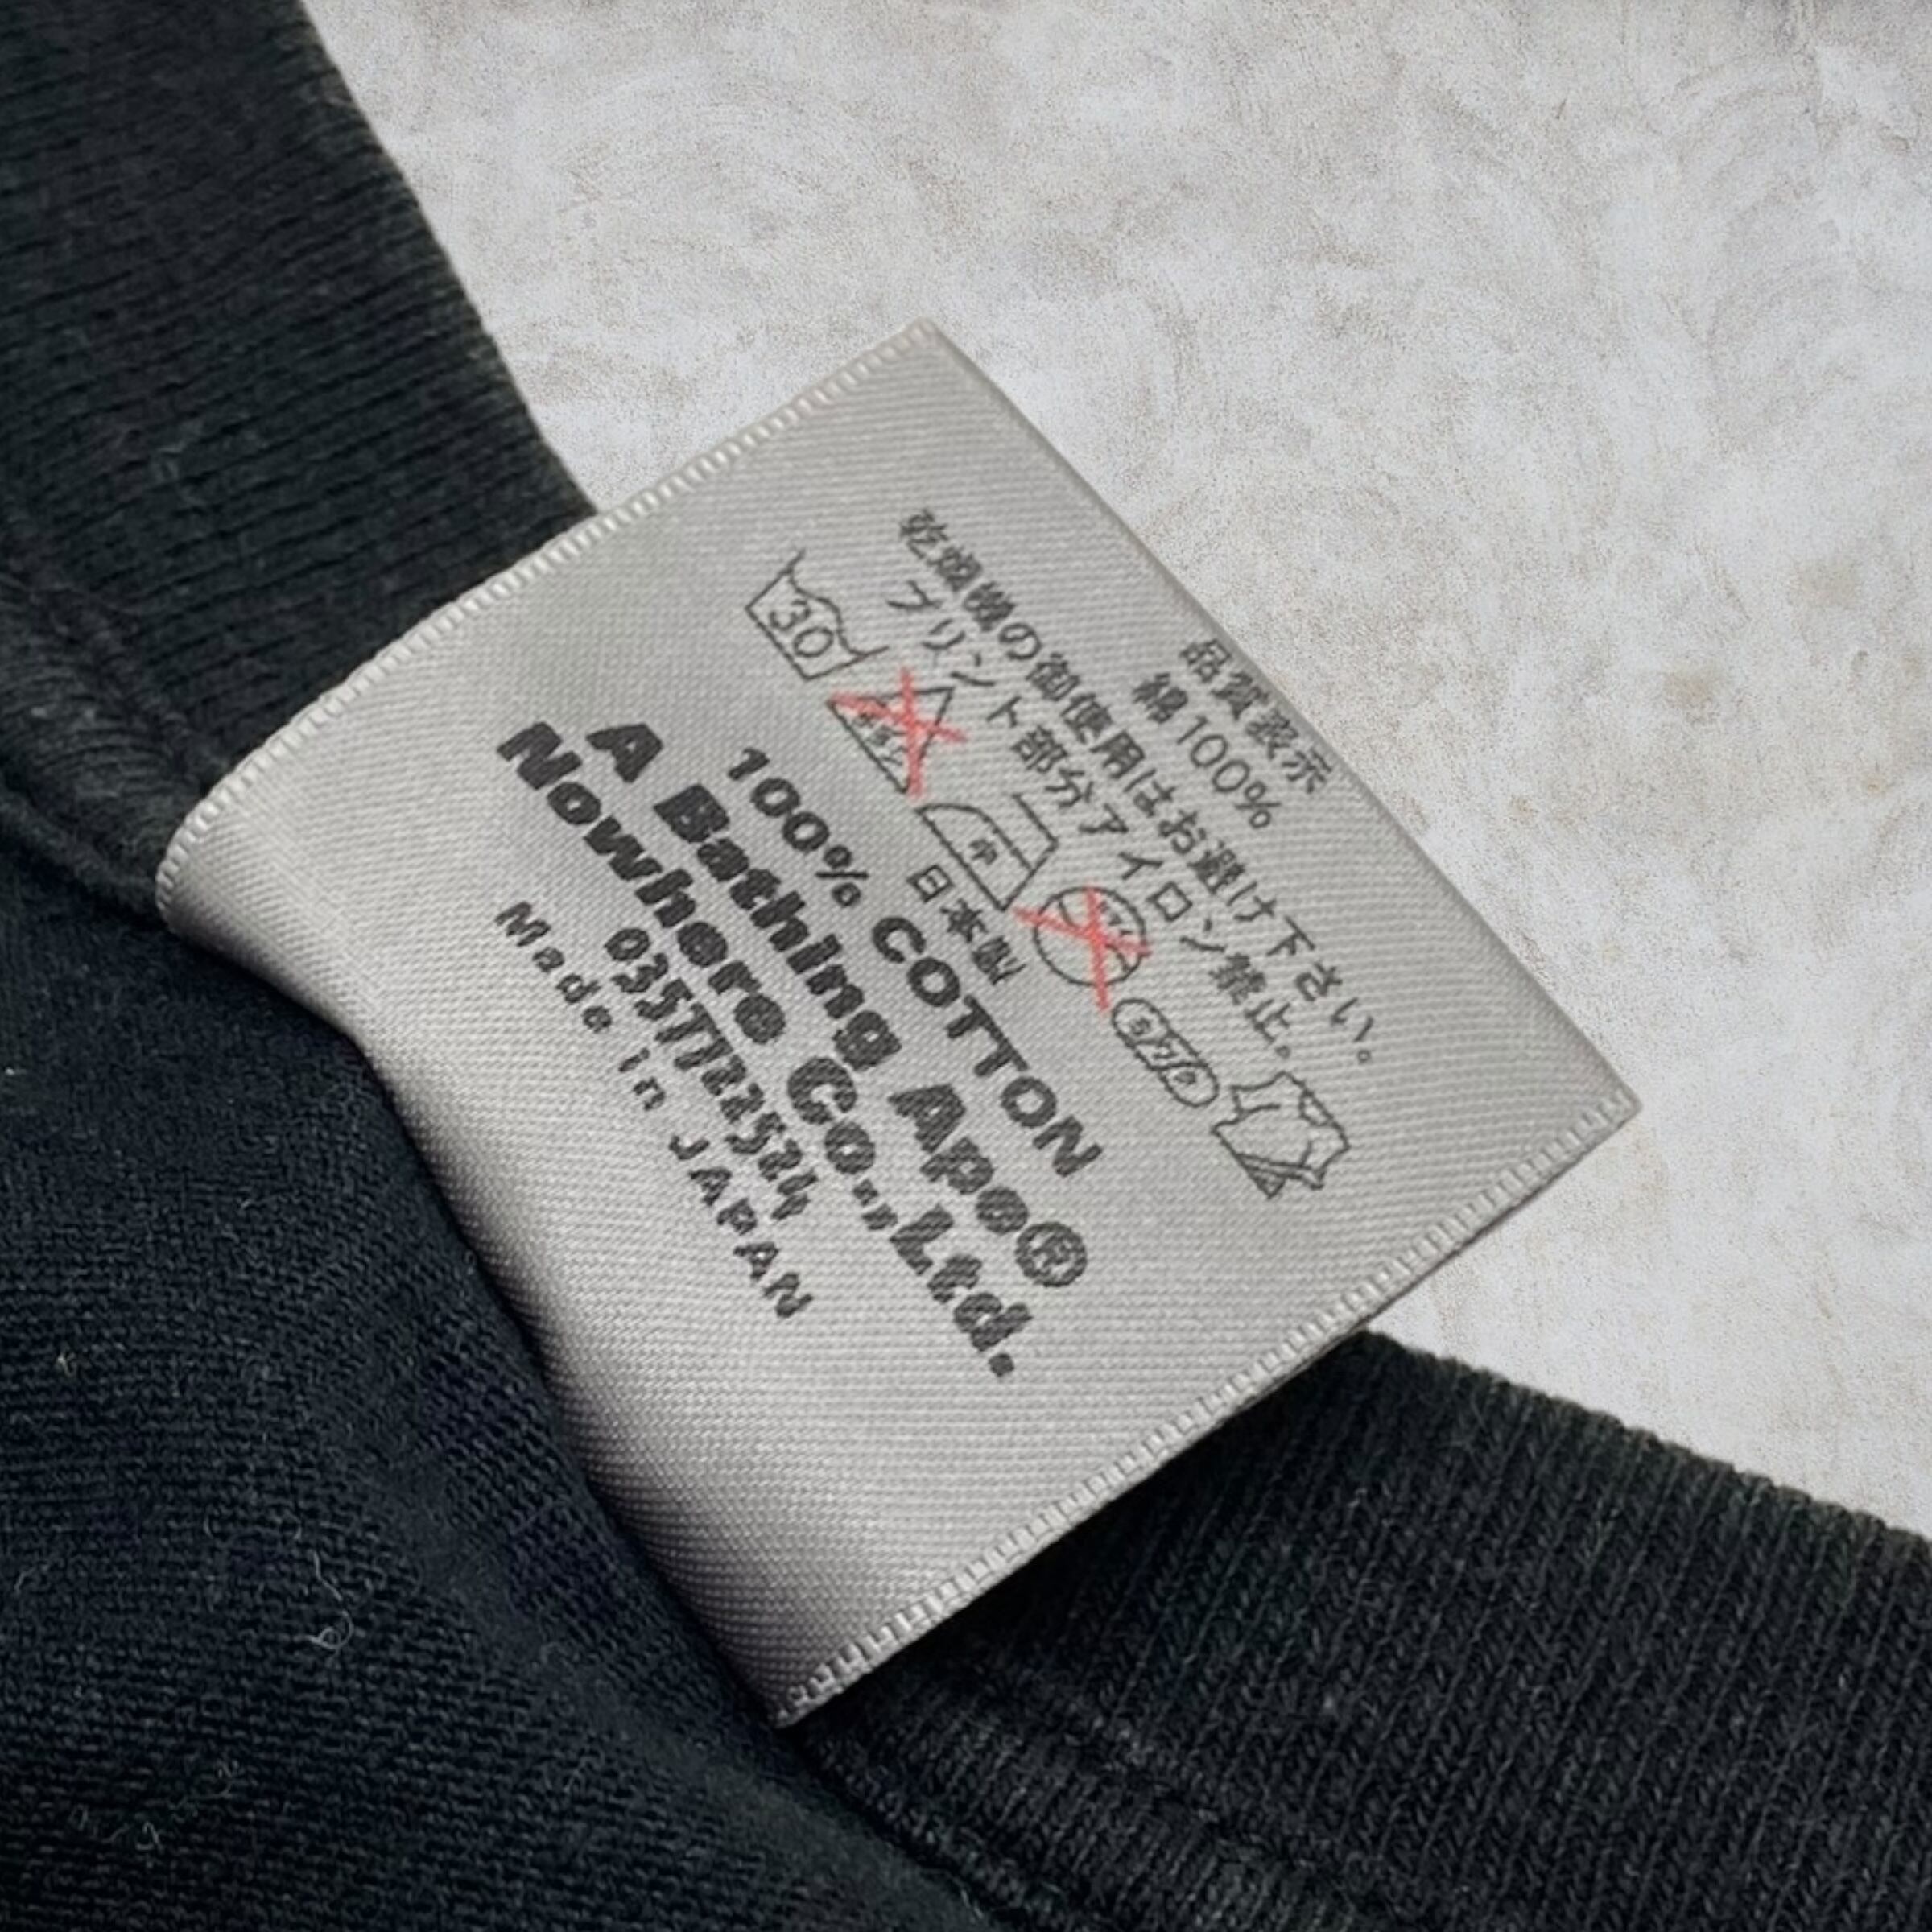 品質表示
綿100%
乾燥機の御使用はお避け下さい。
プリント部分アイロン禁止。
30
中
日本製
100% COTTON
A Bathing Ape®
Nowhere Co.,Ltd.
0357722524
Made in JAPAN